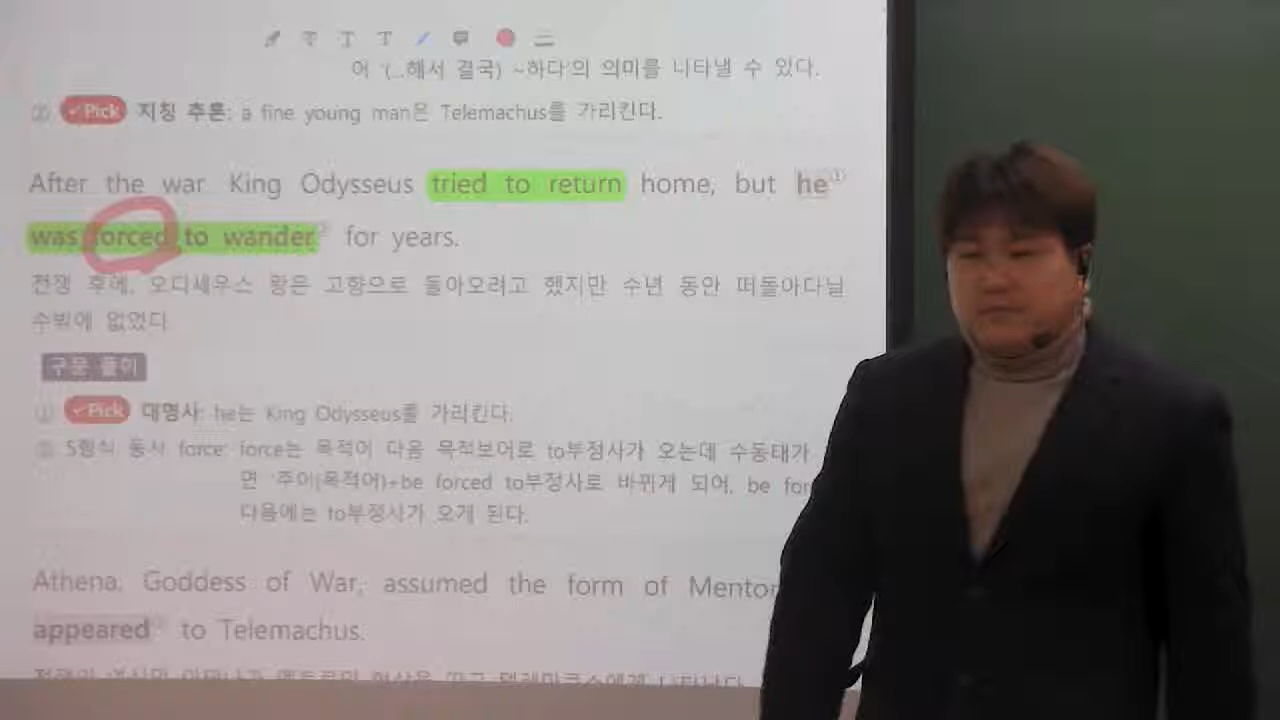 어 '(...해서 결국) ~하다'의 의미를 나타낼 수 있다.
② ✓Pick 지칭 추론: a fine young man은 Telemachus를 가리킨다.
After the war King Odysseus tried to return home, but he①
was forced to wander② for years.
전쟁 후에, 오디세우스 왕은 고향으로 돌아오려고 했지만 수년 동안 떠돌아다닐
수밖에 없었다
구문 풀이
① ✓Pick 대명사: he는 King Odysseus를 가리킨다.
② 5형식 동사 force: force는 목적어 다음 목적보어로 to부정사가 오는데 수동태가
면 '주어(목적어)+be forced to부정사로 바뀌게 되어, be for
다음에는 to부정사가 오게 된다.
Athena, Goddess of War, assumed the form of Mentor
appeared① to Telemachus.